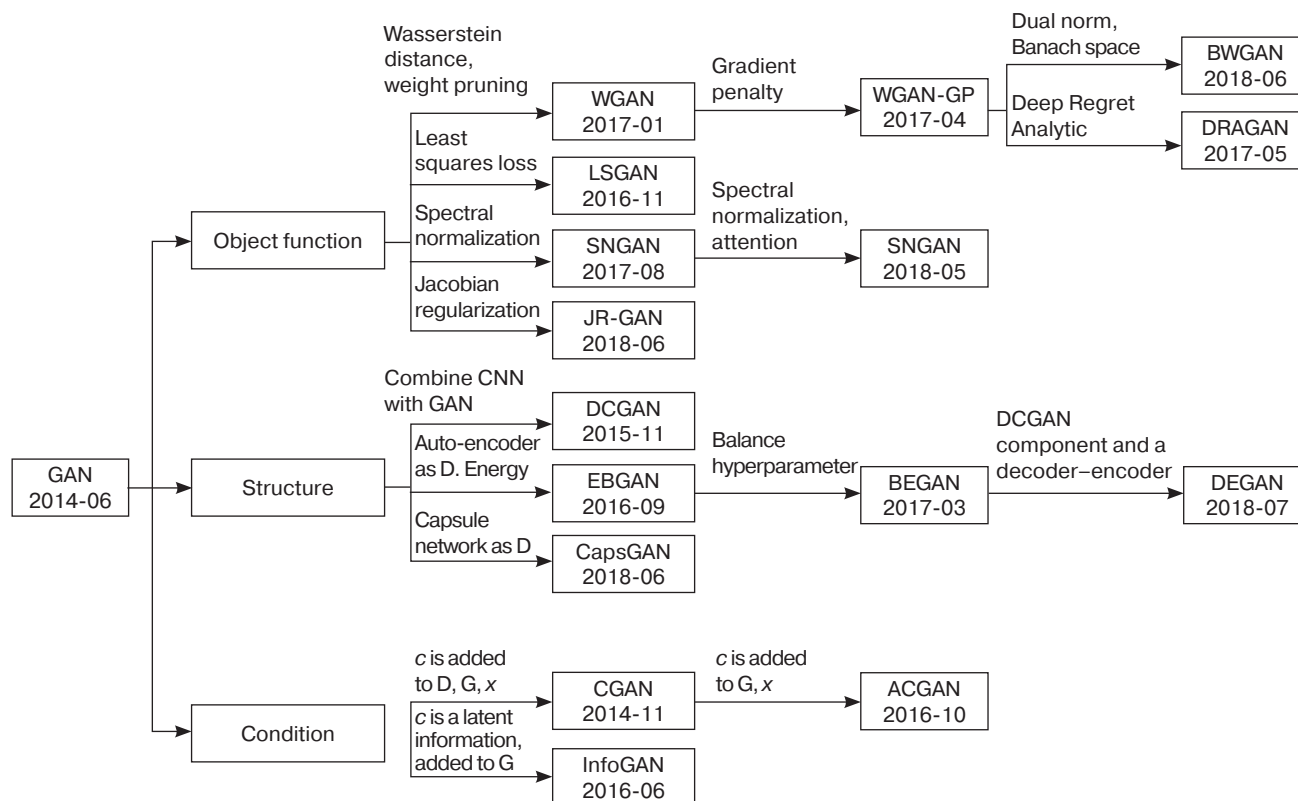 Wasserstein
distance,
weight pruning
WGAN
2017-01
Gradient
penalty
WGAN-GP
2017-04
Dual norm,
Banach space
BWGAN
2018-06
Deep Regret
Analytic
DRAGAN
2017-05
Least
squares loss
LSGAN
2016-11
Object function
Spectral
normalization
SNGAN
2017-08
Spectral
normalization,
attention
SNGAN
2018-05
Jacobian
regularization
JR-GAN
2018-06
GAN
2014-06
Structure
Combine CNN
with GAN
DCGAN
2015-11
Auto-encoder
as D. Energy
EBGAN
2016-09
Balance
hyperparameter
BEGAN
2017-03
DCGAN
component and a
decoder–encoder
DEGAN
2018-07
Capsule
network as D
CapsGAN
2018-06
Condition
c is added
to D, G, x
CGAN
2014-11
c is added
to G, x
ACGAN
2016-10
c is a latent
information,
added to G
InfoGAN
2016-06